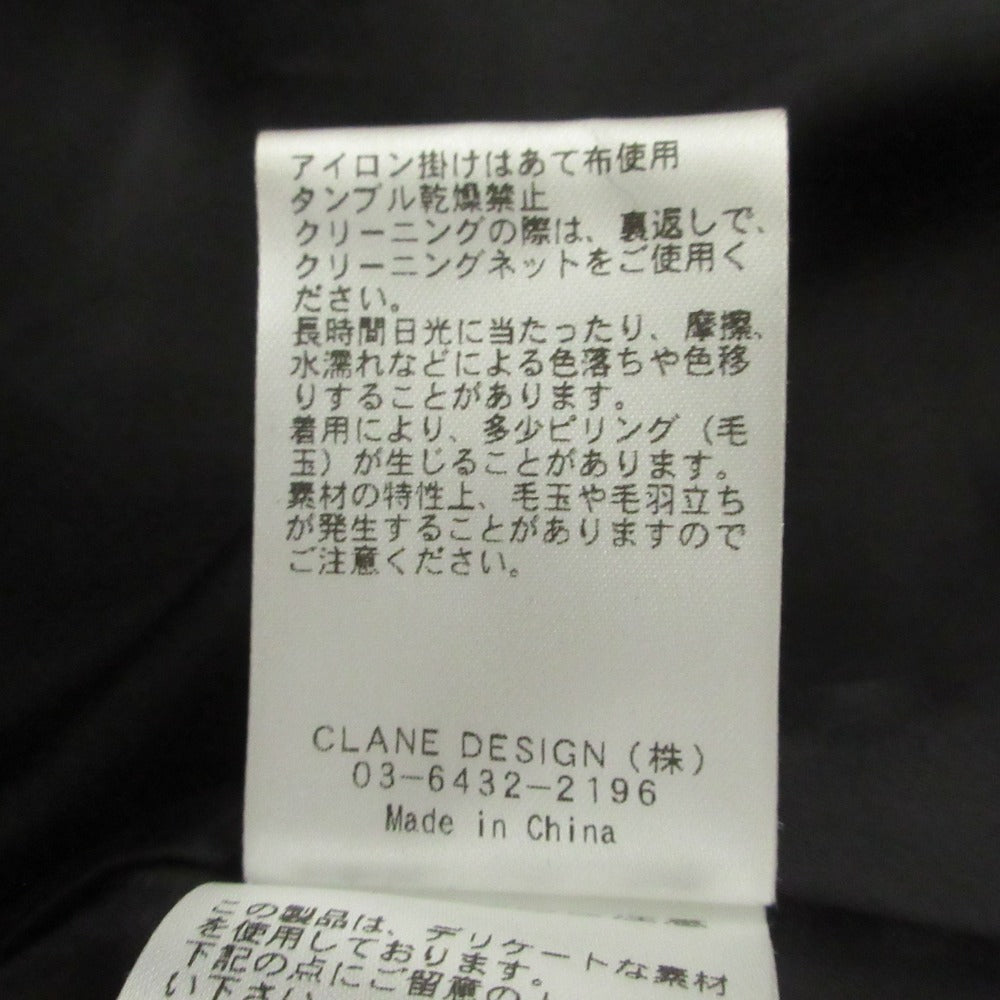 アイロン掛けはあて布使用
タンブル乾燥禁止
クリーニングの際は、裏返しで、
クリーニングネットをご使用く
ださい。
長時間日光に当たったり、摩擦、
水濡れなどによる色落ちや色移
りすることがあります。
着用により、多少ピリング（毛
玉）が生じることがあります。
素材の特性上、毛玉や毛羽立ち
が発生することがありますので
ご注意ください。
CLANE DESIGN（株）
03-6432-2196
Made in China
この製品は、デリケートな素材
を使用しております。
下記の点にご留意の
い下さい